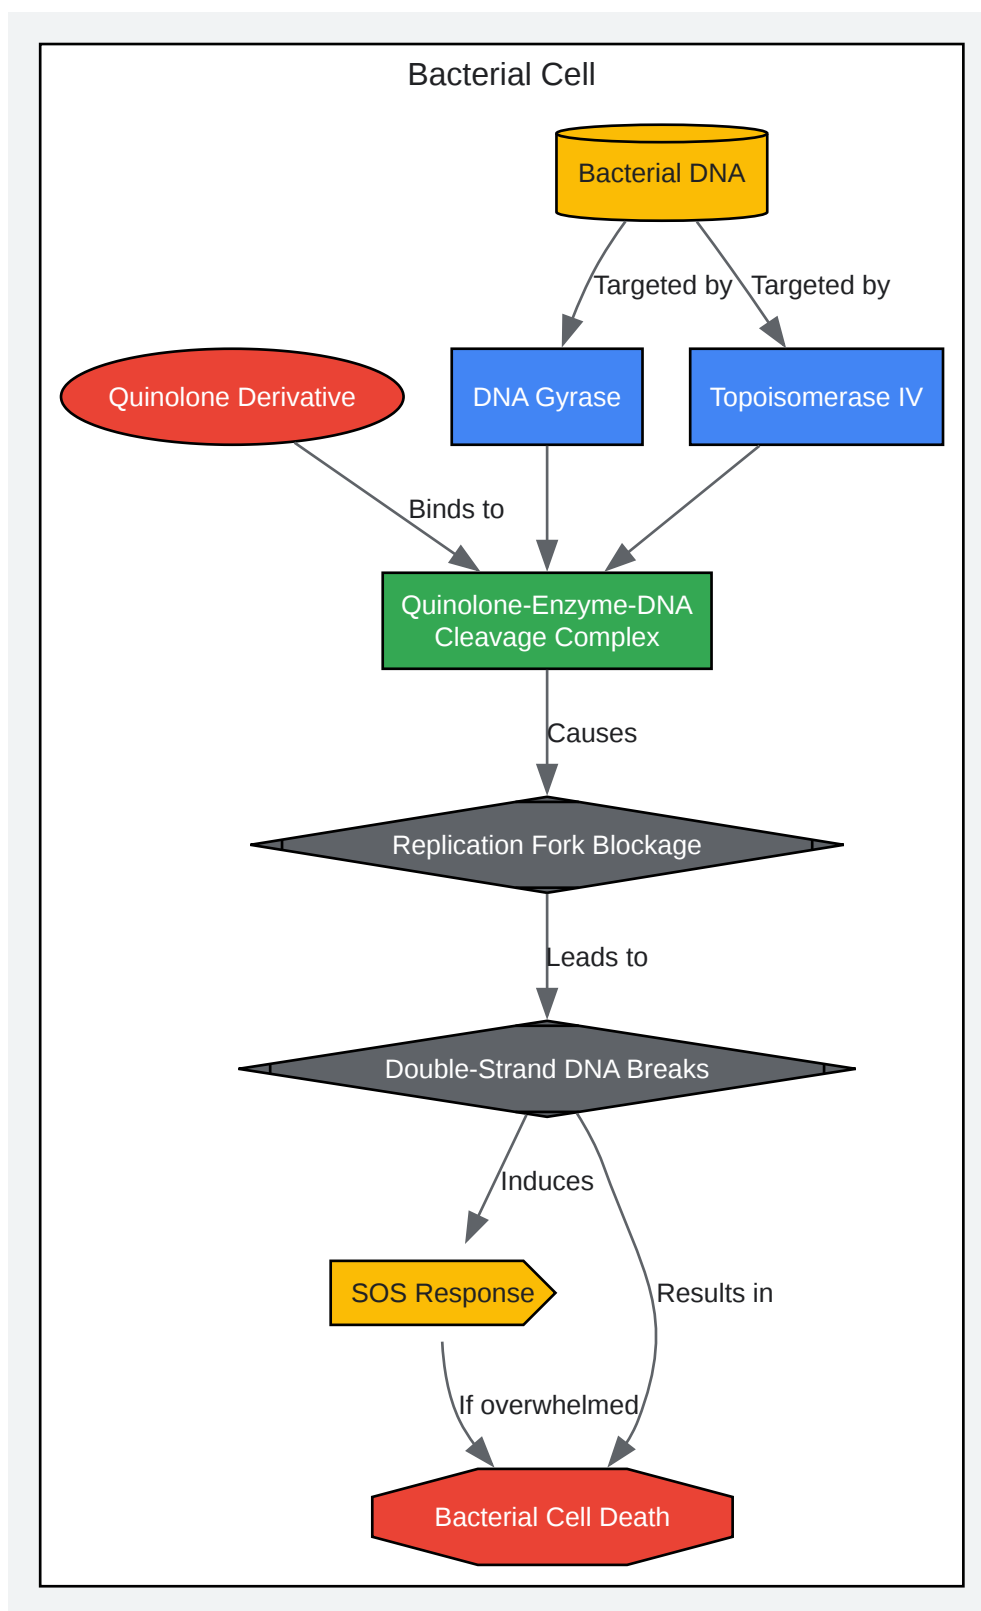 Bacterial Cell
Bacterial DNA
Targeted by
Targeted by
Quinolone Derivative
DNA Gyrase
Topoisomerase IV
Binds to
Quinolone-Enzyme-DNA
Cleavage Complex
Causes
Replication Fork Blockage
Leads to
Double-Strand DNA Breaks
Induces
SOS Response
Results in
If overwhelmed
Bacterial Cell Death